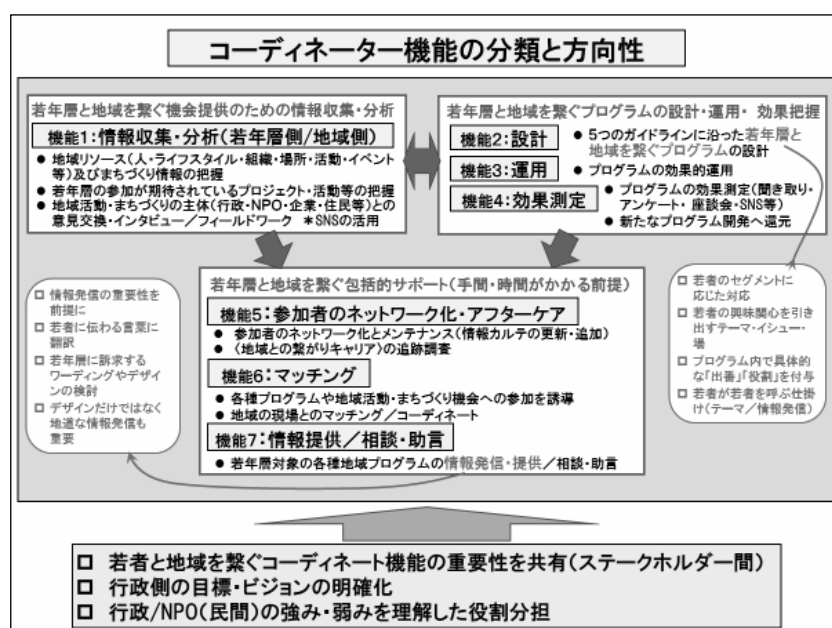 コーディネーター機能の分類と方向性
若年層と地域を繋ぐ機会提供のための情報収集・分析
機能1：情報収集・分析（若年層側/地域側）
● 地域リソース（人・ライフスタイル・組織・場所・活動・イベント
等）及びまちづくり情報の把握
● 若年層の参加が期待されているプロジェクト・活動等の把握
● 地域活動・まちづくりの主体（行政・NPO・企業・住民等）との
意見交換・インタビュー／フィールドワーク　＊SNSの活用
若年層と地域を繋ぐプログラムの設計・運用・ 効果把握
機能2：設計
● 5つのガイドラインに沿った若年層と
地域を繋ぐプログラムの設計
機能3：運用
● プログラムの効果的運用
機能4：効果測定
● プログラムの効果測定（聞き取り・
アンケート・ 座談会・SNS等）
● 新たなプログラム開発へ還元
若年層と地域を繋ぐ包括的サポート（手間・時間がかかる前提）
機能5：参加者のネットワーク化・アフターケア
● 参加者のネットワーク化とメンテナンス（情報カルテの更新・追加）
● 〈地域との繋がりキャリア〉の追跡調査
機能6：マッチング
● 各種プログラムや地域活動・まちづくり機会への参加を誘導
● 地域の現場とのマッチング／コーディネート
機能7：情報提供／相談・助言
● 若年層対象の各種地域プログラムの情報発信・提供／相談・助言
□ 情報発信の重要性を
前提に
□ 若者に伝わる言葉に
翻訳
□ 若年層に訴求する
ワーディングやデザイ
ンの検討
□ デザインだけではなく
地道な情報発信も
重要
□ 若者のセグメントに
応じた対応
□ 若者の興味関心を引き
出すテーマ・イシュー・
場
□ プログラム内で具体的
な「出番」「役割」を付与
□ 若者が若者を呼ぶ仕掛
け（テーマ／情報発信）
□ 若者と地域を繋ぐコーディネート機能の重要性を共有（ステークホルダー間）
□ 行政側の目標・ビジョンの明確化
□ 行政/NPO（民間）の強み・弱みを理解した役割分担